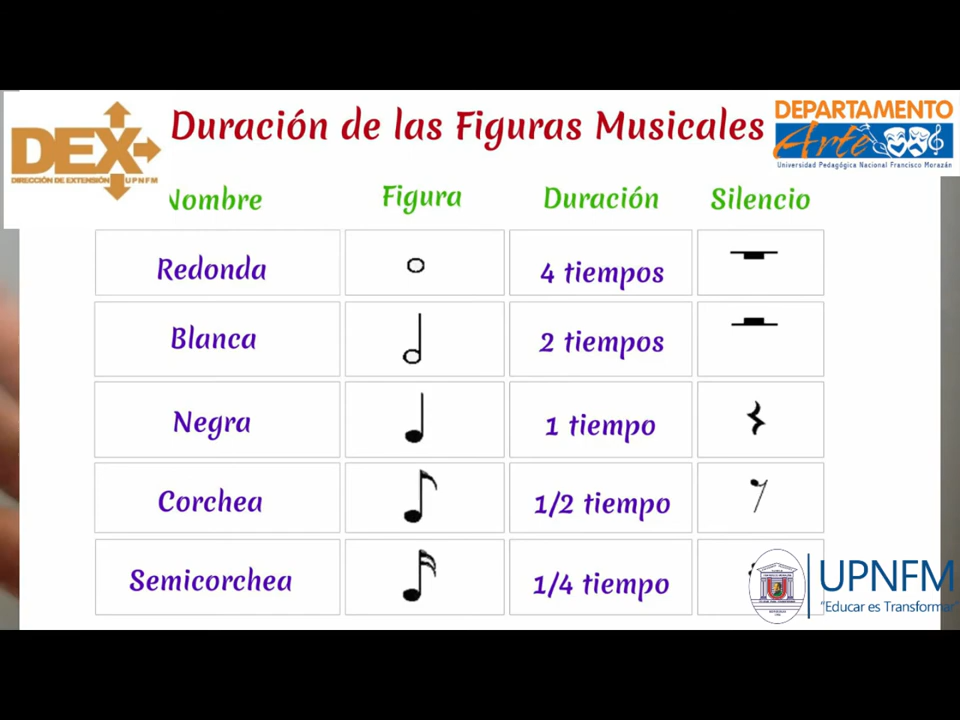 Duración de las Figuras Musicales
DEX
DIRECCIÓN DE EXTENSIÓN UPNFM
DEPARTAMENTO
Arte
Universidad Pedagógica Nacional Francisco Morazán
Nombre Figura Duración Silencio
Redonda 4 tiempos
Blanca 2 tiempos
Negra 1 tiempo
Corchea 1/2 tiempo
Semicorchea 1/4 tiempo
UPNFM
"Educar es Transformar"